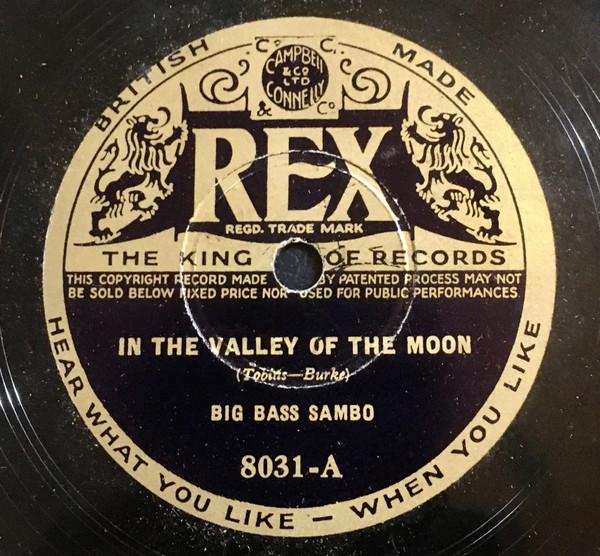 BRITISH MADE
C° C.
CAMPBELL
& CO
LTD
CONNELLY
& C°
REX
REGD. TRADE MARK
THE KING OF RECORDS
THIS COPYRIGHT RECORD MADE BY PATENTED PROCESS MAY NOT
BE SOLD BELOW FIXED PRICE NOR USED FOR PUBLIC PERFORMANCES
IN THE VALLEY OF THE MOON
(Tobias—Burke)
BIG BASS SAMBO
8031-A
HEAR WHAT YOU LIKE — WHEN YOU LIKE